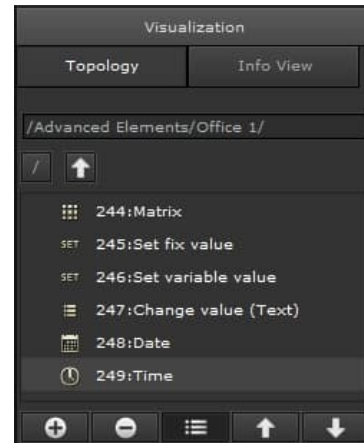 Visualization
Topology Info View
/Advanced Elements/Office 1/
/
244:Matrix
SET 245:Set fix value
SET 246:Set variable value
247:Change value (Text)
248:Date
249:Time